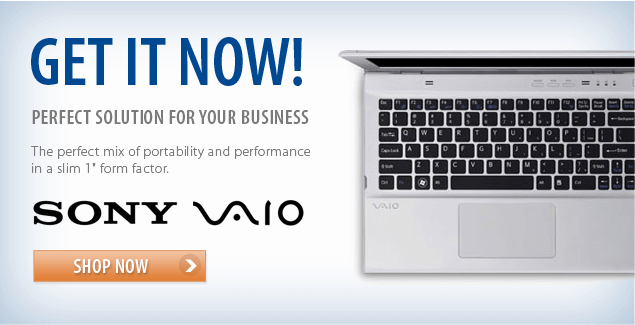 GET IT NOW!
PERFECT SOLUTION FOR YOUR BUSINESS
The perfect mix of portability and performance
in a slim 1" form factor.
SONY VAIO
SHOP NOW
VAIO
Q W E R T Y U I O P
A S D F G H J K L
Z X C V B N M